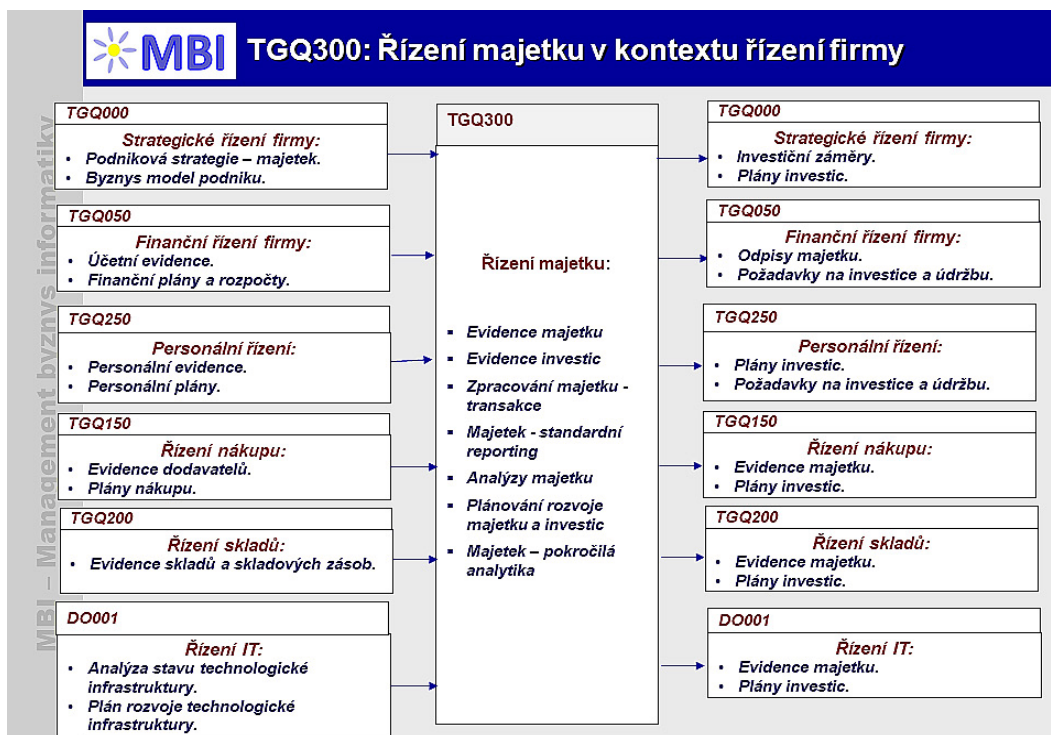 MBI
TGQ300: Řízení majetku v kontextu řízení firmy
MBI – Management byznys informatiky
TGQ000
Strategické řízení firmy:
• Podniková strategie – majetek.
• Byznys model podniku.
TGQ050
Finanční řízení firmy:
• Účetní evidence.
• Finanční plány a rozpočty.
TGQ250
Personální řízení:
• Personální evidence.
• Personální plány.
TGQ150
Řízení nákupu:
• Evidence dodavatelů.
• Plány nákupu.
TGQ200
Řízení skladů:
• Evidence skladů a skladových zásob.
DO001
Řízení IT:
• Analýza stavu technologické
infrastruktury.
• Plán rozvoje technologické
infrastruktury.
TGQ300
Řízení majetku:
▪ Evidence majetku
▪ Evidence investic
▪ Zpracování majetku -
transakce
▪ Majetek - standardní
reporting
▪ Analýzy majetku
▪ Plánování rozvoje
majetku a investic
▪ Majetek – pokročilá
analytika
TGQ000
Strategické řízení firmy:
• Investiční záměry.
• Plány investic.
TGQ050
Finanční řízení firmy:
• Odpisy majetku.
• Požadavky na investice a údržbu.
TGQ250
Personální řízení:
• Plány investic.
• Požadavky na investice a údržbu.
TGQ150
Řízení nákupu:
• Evidence majetku.
• Plány investic.
TGQ200
Řízení skladů:
• Evidence majetku.
• Plány investic.
DO001
Řízení IT:
• Evidence majetku.
• Plány investic.